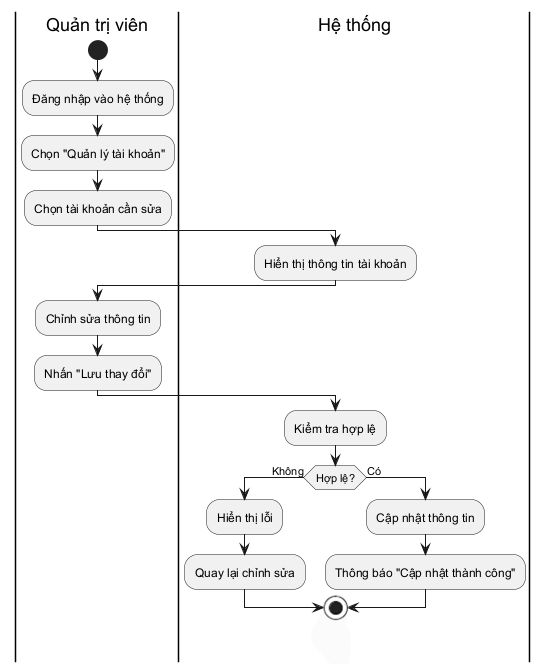 Quản trị viên
Hệ thống
Đăng nhập vào hệ thống
Chọn "Quản lý tài khoản"
Chọn tài khoản cần sửa
Hiển thị thông tin tài khoản
Chỉnh sửa thông tin
Nhấn "Lưu thay đổi"
Kiểm tra hợp lệ
Không
Hợp lệ?
Có
Hiển thị lỗi
Cập nhật thông tin
Quay lại chỉnh sửa
Thông báo "Cập nhật thành công"